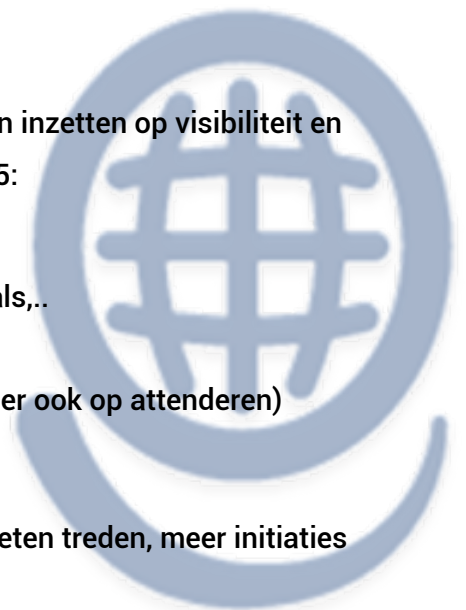 n inzetten op visibiliteit en
5:
als,..
er ook op attenderen)
eten treden, meer initiaties